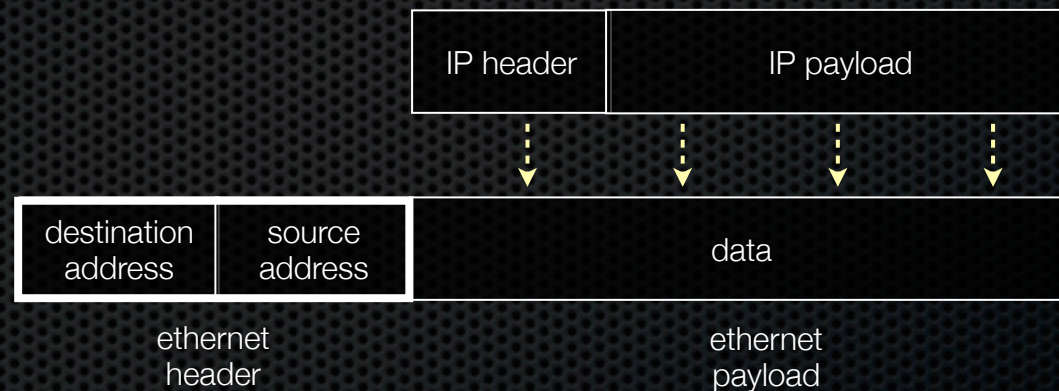 IP header
IP payload
destination
address
source
address
data
ethernet
header
ethernet
payload